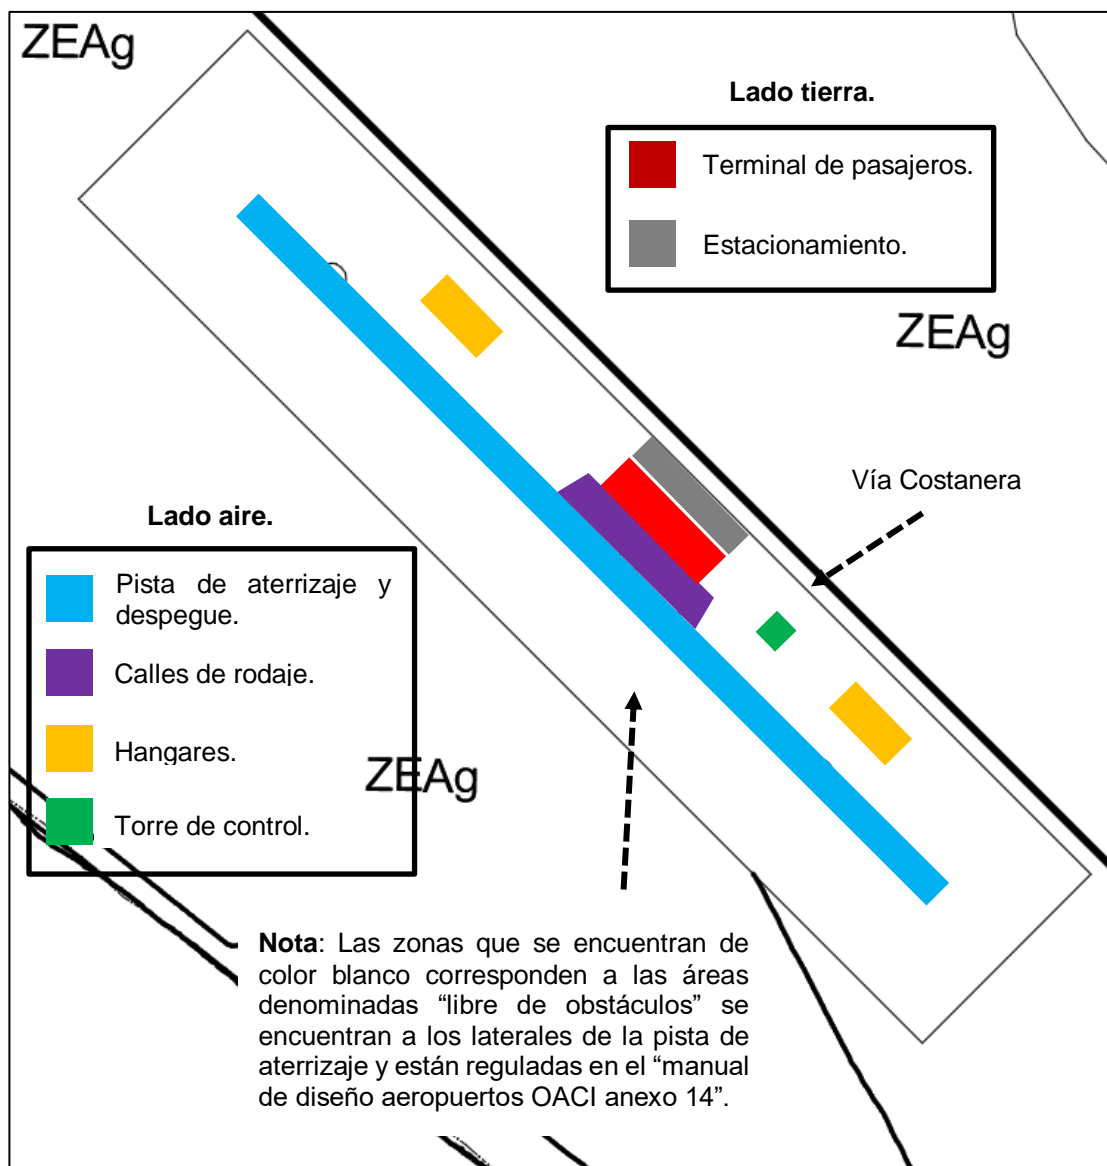 ZEAg
Lado tierra.
Terminal de pasajeros.
Estacionamiento.
ZEAg
Vía Costanera
Lado aire.
Pista de aterrizaje y
despegue.
Calles de rodaje.
Hangares.
Torre de control.
ZEAg
Nota: Las zonas que se encuentran de
color blanco corresponden a las áreas
denominadas “libre de obstáculos” se
encuentran a los laterales de la pista de
aterrizaje y están reguladas en el “manual
de diseño aeropuertos OACI anexo 14”.